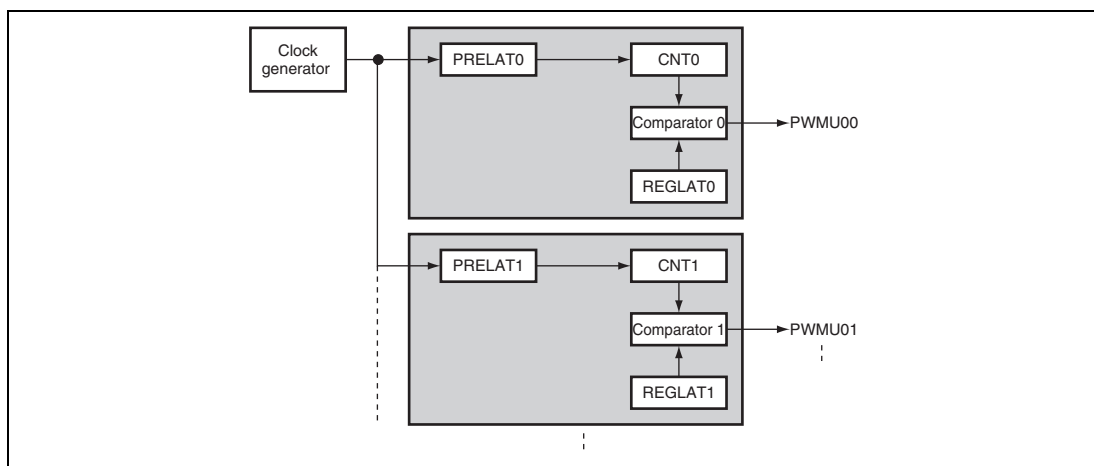 Clock
generator
PRELAT0
CNT0
Comparator 0
PWMU00
REGLAT0
PRELAT1
CNT1
Comparator 1
PWMU01
REGLAT1